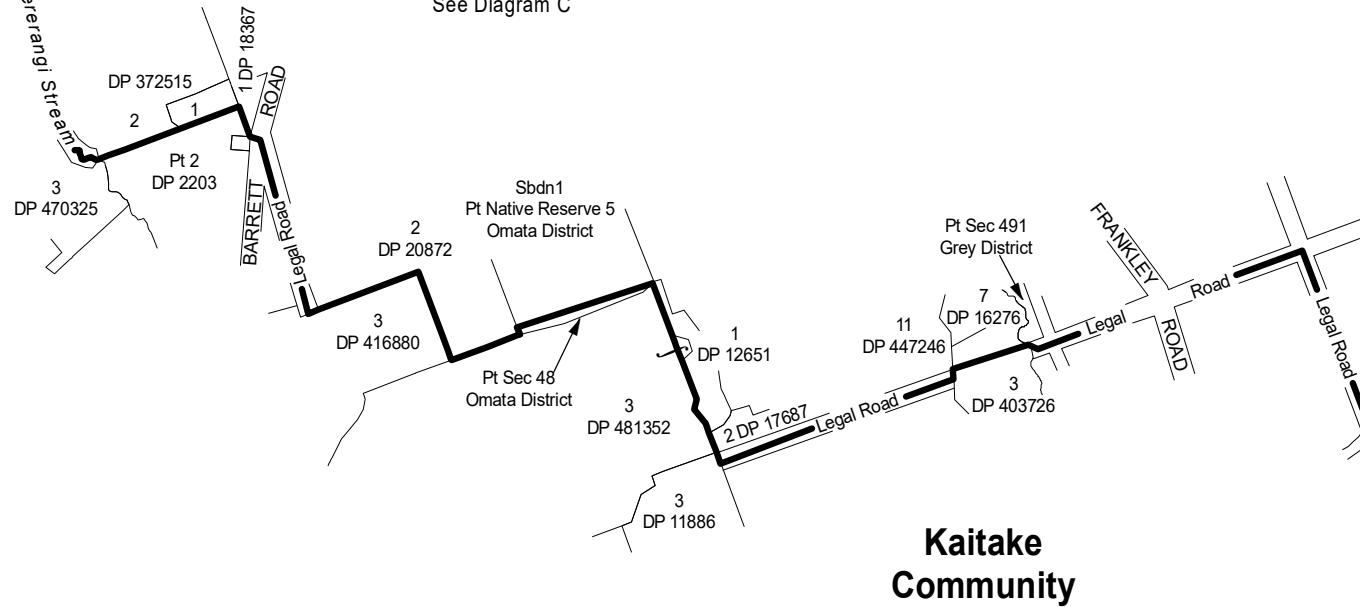 See Diagram C
1 DP 18367
ROAD
DP 372515
1
2
Pt 2
DP 2203
3
DP 470325
BARRETT
Legal Road
2
DP 20872
Sbdn1
Pt Native Reserve 5
Omata District
3
DP 416880
Pt Sec 48
Omata District
1
DP 12651
3
DP 481352
2 DP 17687
Legal Road
3
DP 11886
Pt Sec 491
Grey District
7
DP 16276
11
DP 447246
3
DP 403726
FRANKLEY
ROAD
Legal
Road
Legal Road
Stream
Kaitake
Community